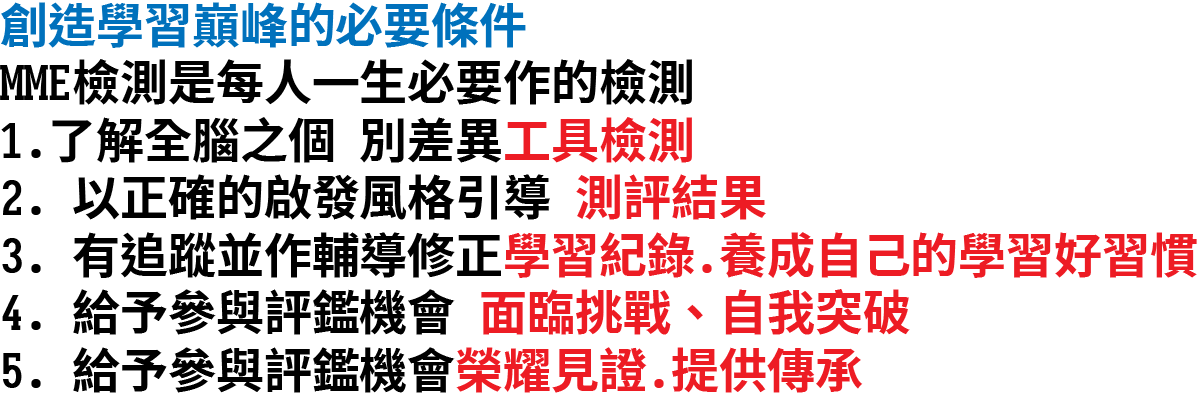 創造學習巔峰的必要條件
MME檢測是每人一生必要作的檢測
1.了解全腦之個 別差異工具檢測
2. 以正確的啟發風格引導 測評結果
3. 有追蹤並作輔導修正學習紀錄.養成自己的學習好習慣
4. 給予參與評鑑機會 面臨挑戰、自我突破
5. 給予參與評鑑機會榮耀見證.提供傳承